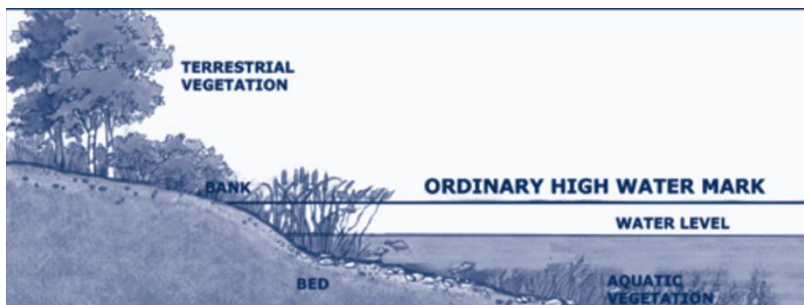 TERRESTRIAL
VEGETATION
BANK
ORDINARY HIGH WATER MARK
WATER LEVEL
BED
AQUATIC
VEGETATION